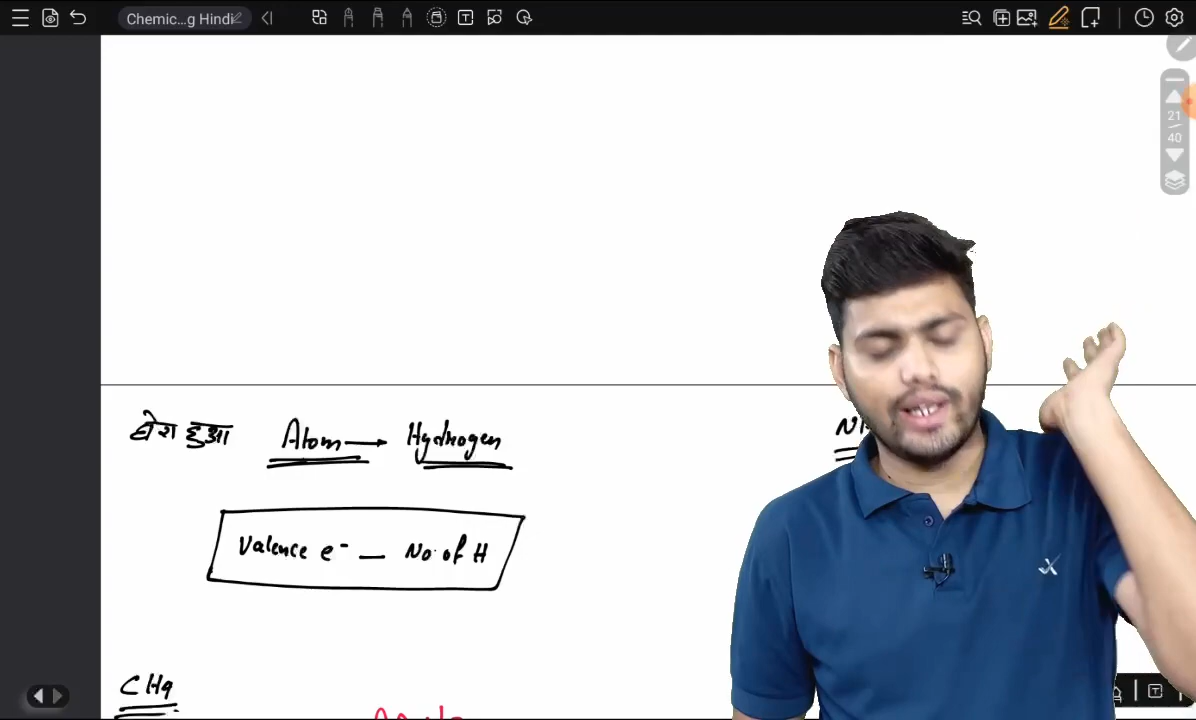 Chemic...g Hindi
21
40
घेरा हुआ Atom → Hydrogen
Valence e⁻ — No. of H
CH4